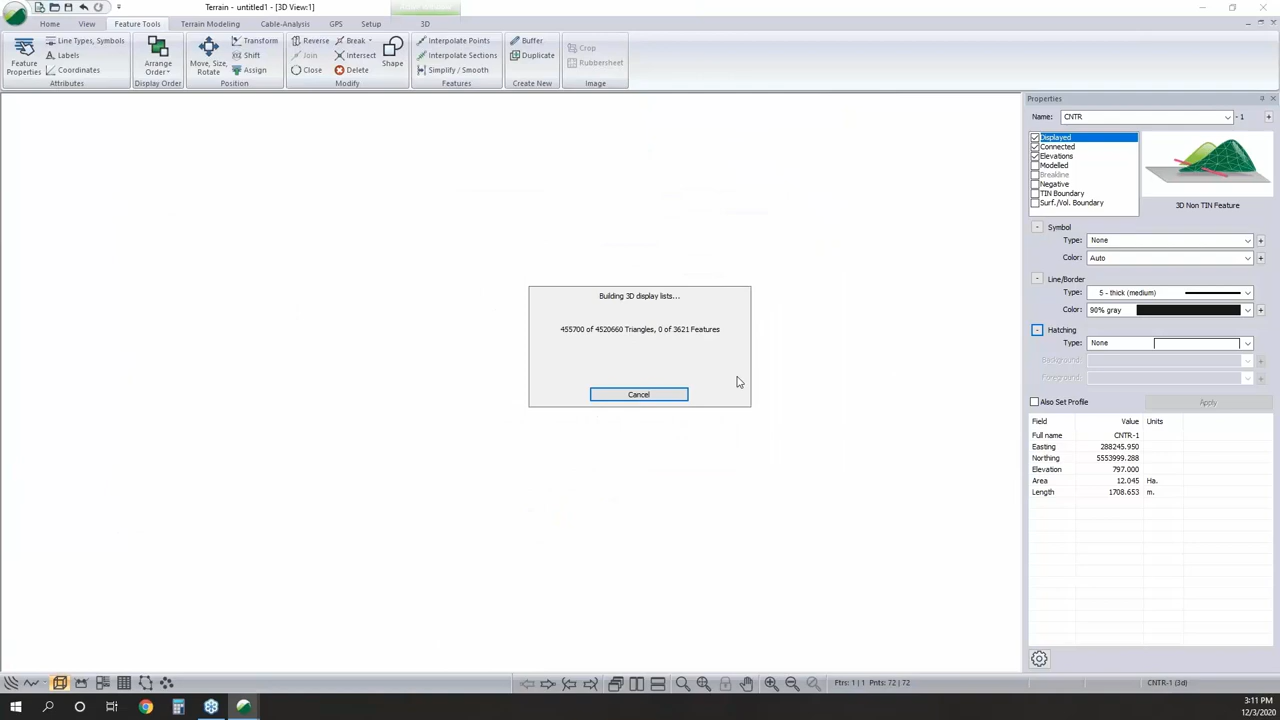 Terrain - untitled1 - [3D View:1]
Home View Feature Tools Terrain Modeling Cable-Analysis GPS Setup 3D
Feature Properties
Line Types, Symbols
Labels
Coordinates
Attributes
Arrange Order
Display Order
Move, Size, Rotate
Transform
Shift
Assign
Position
Reverse
Join
Close
Break
Intersect
Delete
Shape
Modify
Interpolate Points
Interpolate Sections
Simplify / Smooth
Features
Buffer
Duplicate
Create New
Crop
Rubbersheet
Image
Building 3D display lists...
455700 of 4520660 Triangles, 0 of 3621 Features
Cancel
Properties
Name: CNTR - 1
Displayed
Connected
Elevations
Modelled
Breakline
Negative
TIN Boundary
Surf./Vol. Boundary
3D Non TIN Feature
Symbol
Type: None
Color: Auto
Line/Border
Type: 5 - thick (medium)
Color: 90% gray
Hatching
Type: None
Background:
Foreground:
Also Set Profile
Apply
Field Value Units
Full name CNTR-1
Easting 288245.950
Northing 5553999.288
Elevation 797.000
Area 12.045 Ha.
Length 1708.653 m.
Ftrs: 1 | 1 Pnts: 72 | 72
CNTR-1 (3d)
3:11 PM
12/3/2020